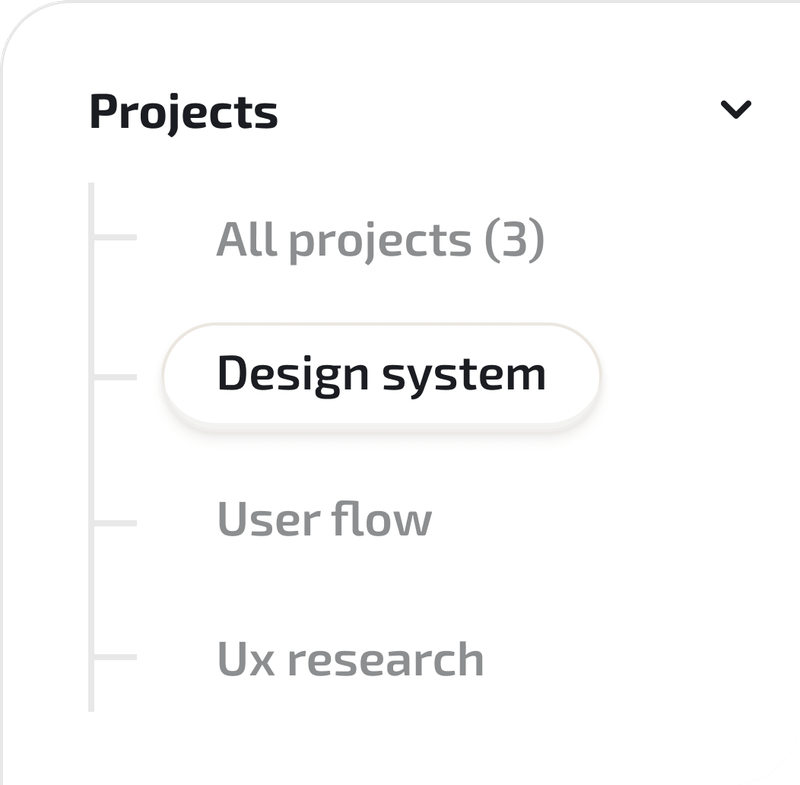 Projects
All projects (3)
Design system
User flow
Ux research